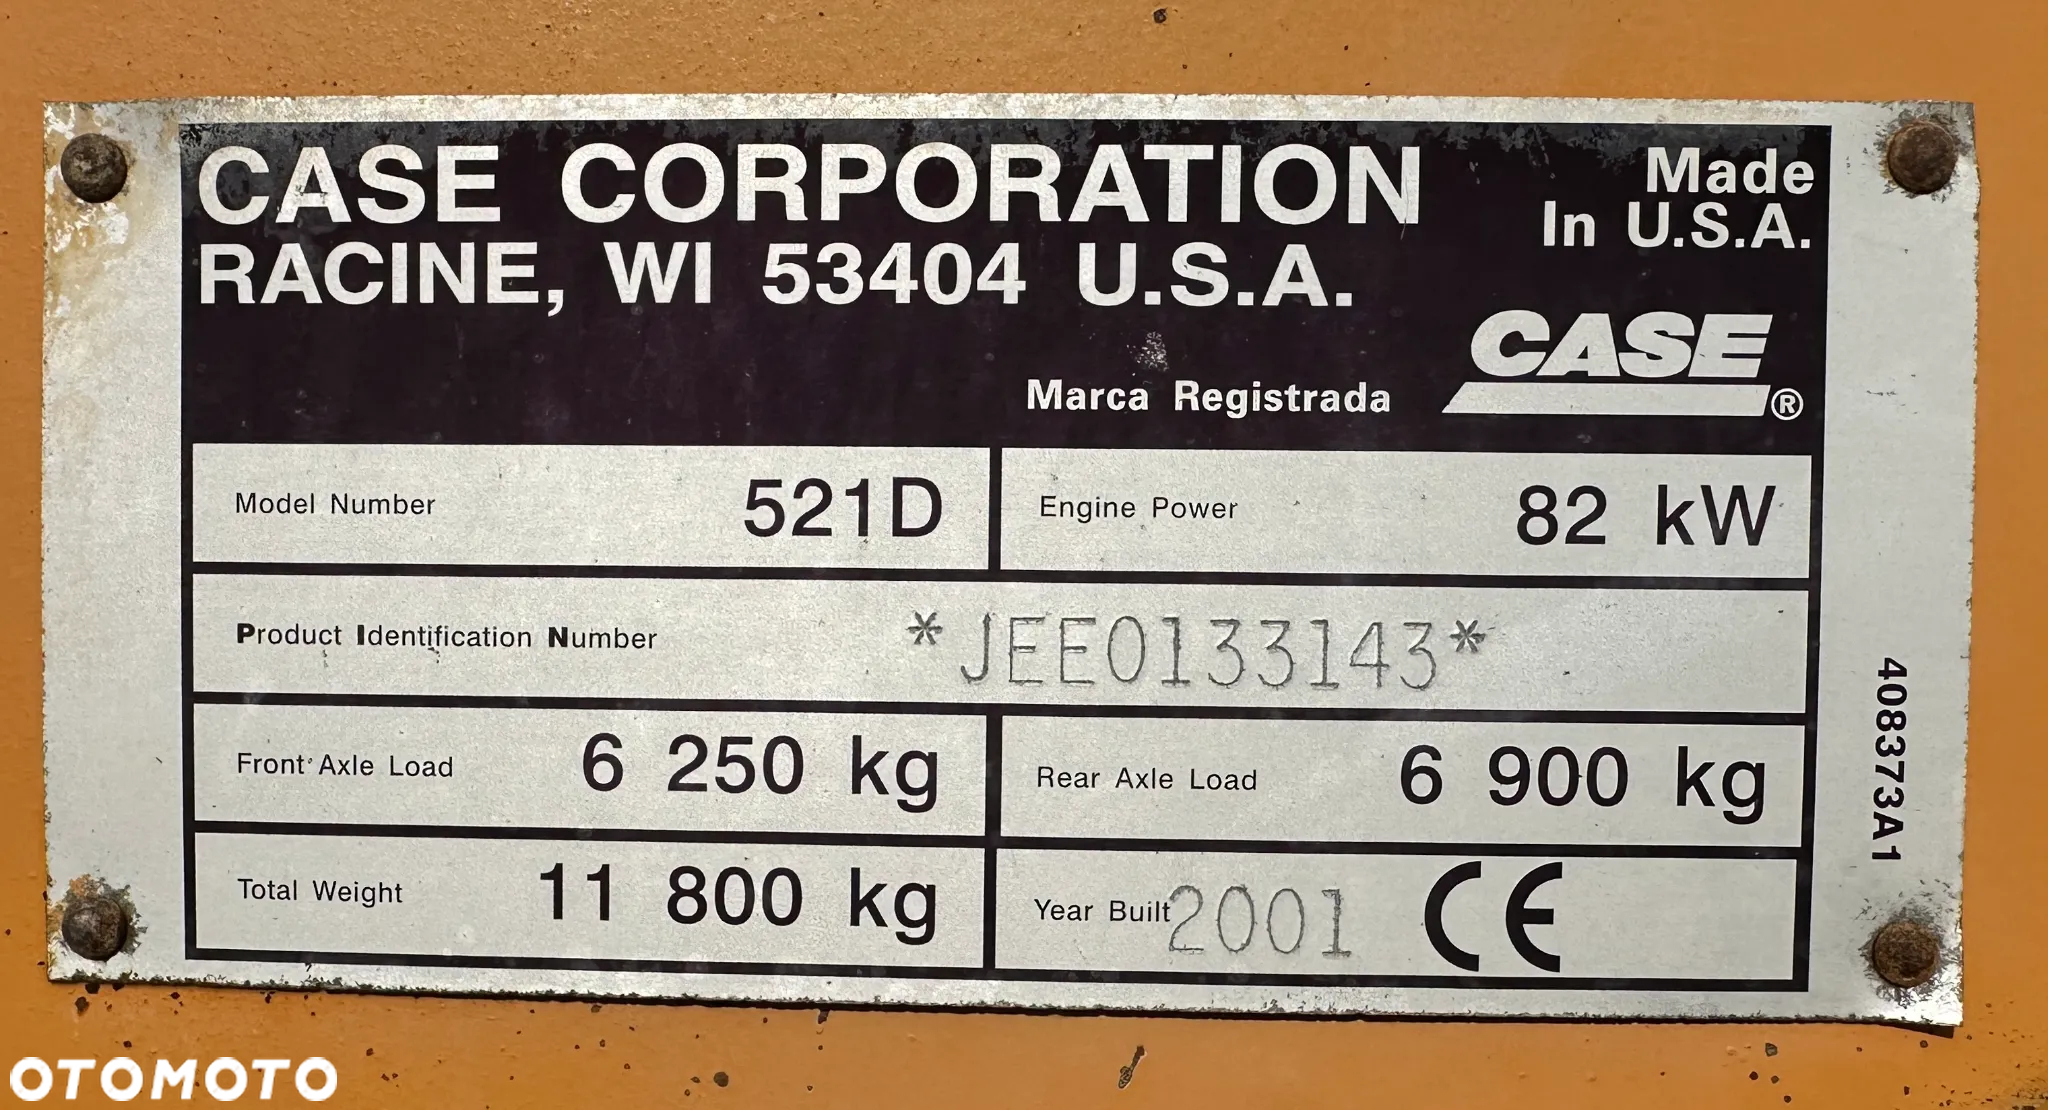 CASE CORPORATION
RACINE, WI 53404 U.S.A.
Made
In U.S.A.
CASE®
Marca Registrada
Model Number 521D
Engine Power 82 kW
Product Identification Number *JEE0133143*
Front Axle Load 6 250 kg
Rear Axle Load 6 900 kg
Total Weight 11 800 kg
Year Built 2001 CE
408373A1
OTOMOTO